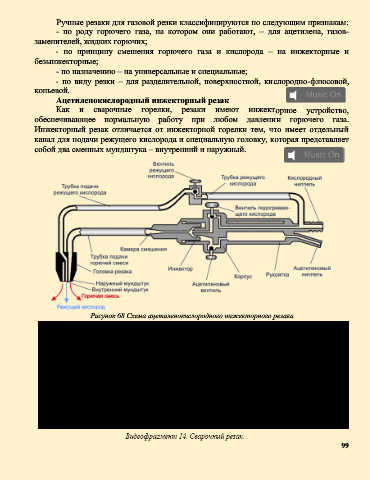 Ручные резаки для газовой резки классифицируются по следующим признакам:
- по роду горючего газа, на котором они работают, – для ацетилена, газов-
заменителей, жидких горючих;
- по принципу смешения горючего газа и кислорода – на инжекторные и
безынжекторные;
- по назначению – на универсальные и специальные;
- по виду резки – для разделительной, поверхностной, кислородно-флюсовой,
копьевой.
Music On
Ацетиленокислородный инжекторный резак
Как и сварочные горелки, резаки имеют инжекторное устройство,
обеспечивающее нормальную работу при любом давлении горючего газа.
Инжекторный резак отличается от инжекторной горелки тем, что имеет отдельный
канал для подачи режущего кислорода и специальную головку, которая представляет
собой два сменных мундштука – внутренний и наружный.
Music On
Вентиль
режущего
кислорода
Трубка подачи
режущего кислорода
Трубка режущего
кислорода
Кислородный
ниппель
Вентиль подогреваю-
щего кислорода
Камера смешения
Трубка подачи
горючей смеси
Головка резака
Инжектор
Ацетиленовый
вентиль
Корпус
Рукоятка
Ацетиленовый
ниппель
Наружный мундштук
Внутренний мундштук
Горючая смесь
Режущий кислород
Рисунок 68 Схема ацетиленокислородного инжекторного резака
Видеофрагмент 14. Сварочный резак.
99